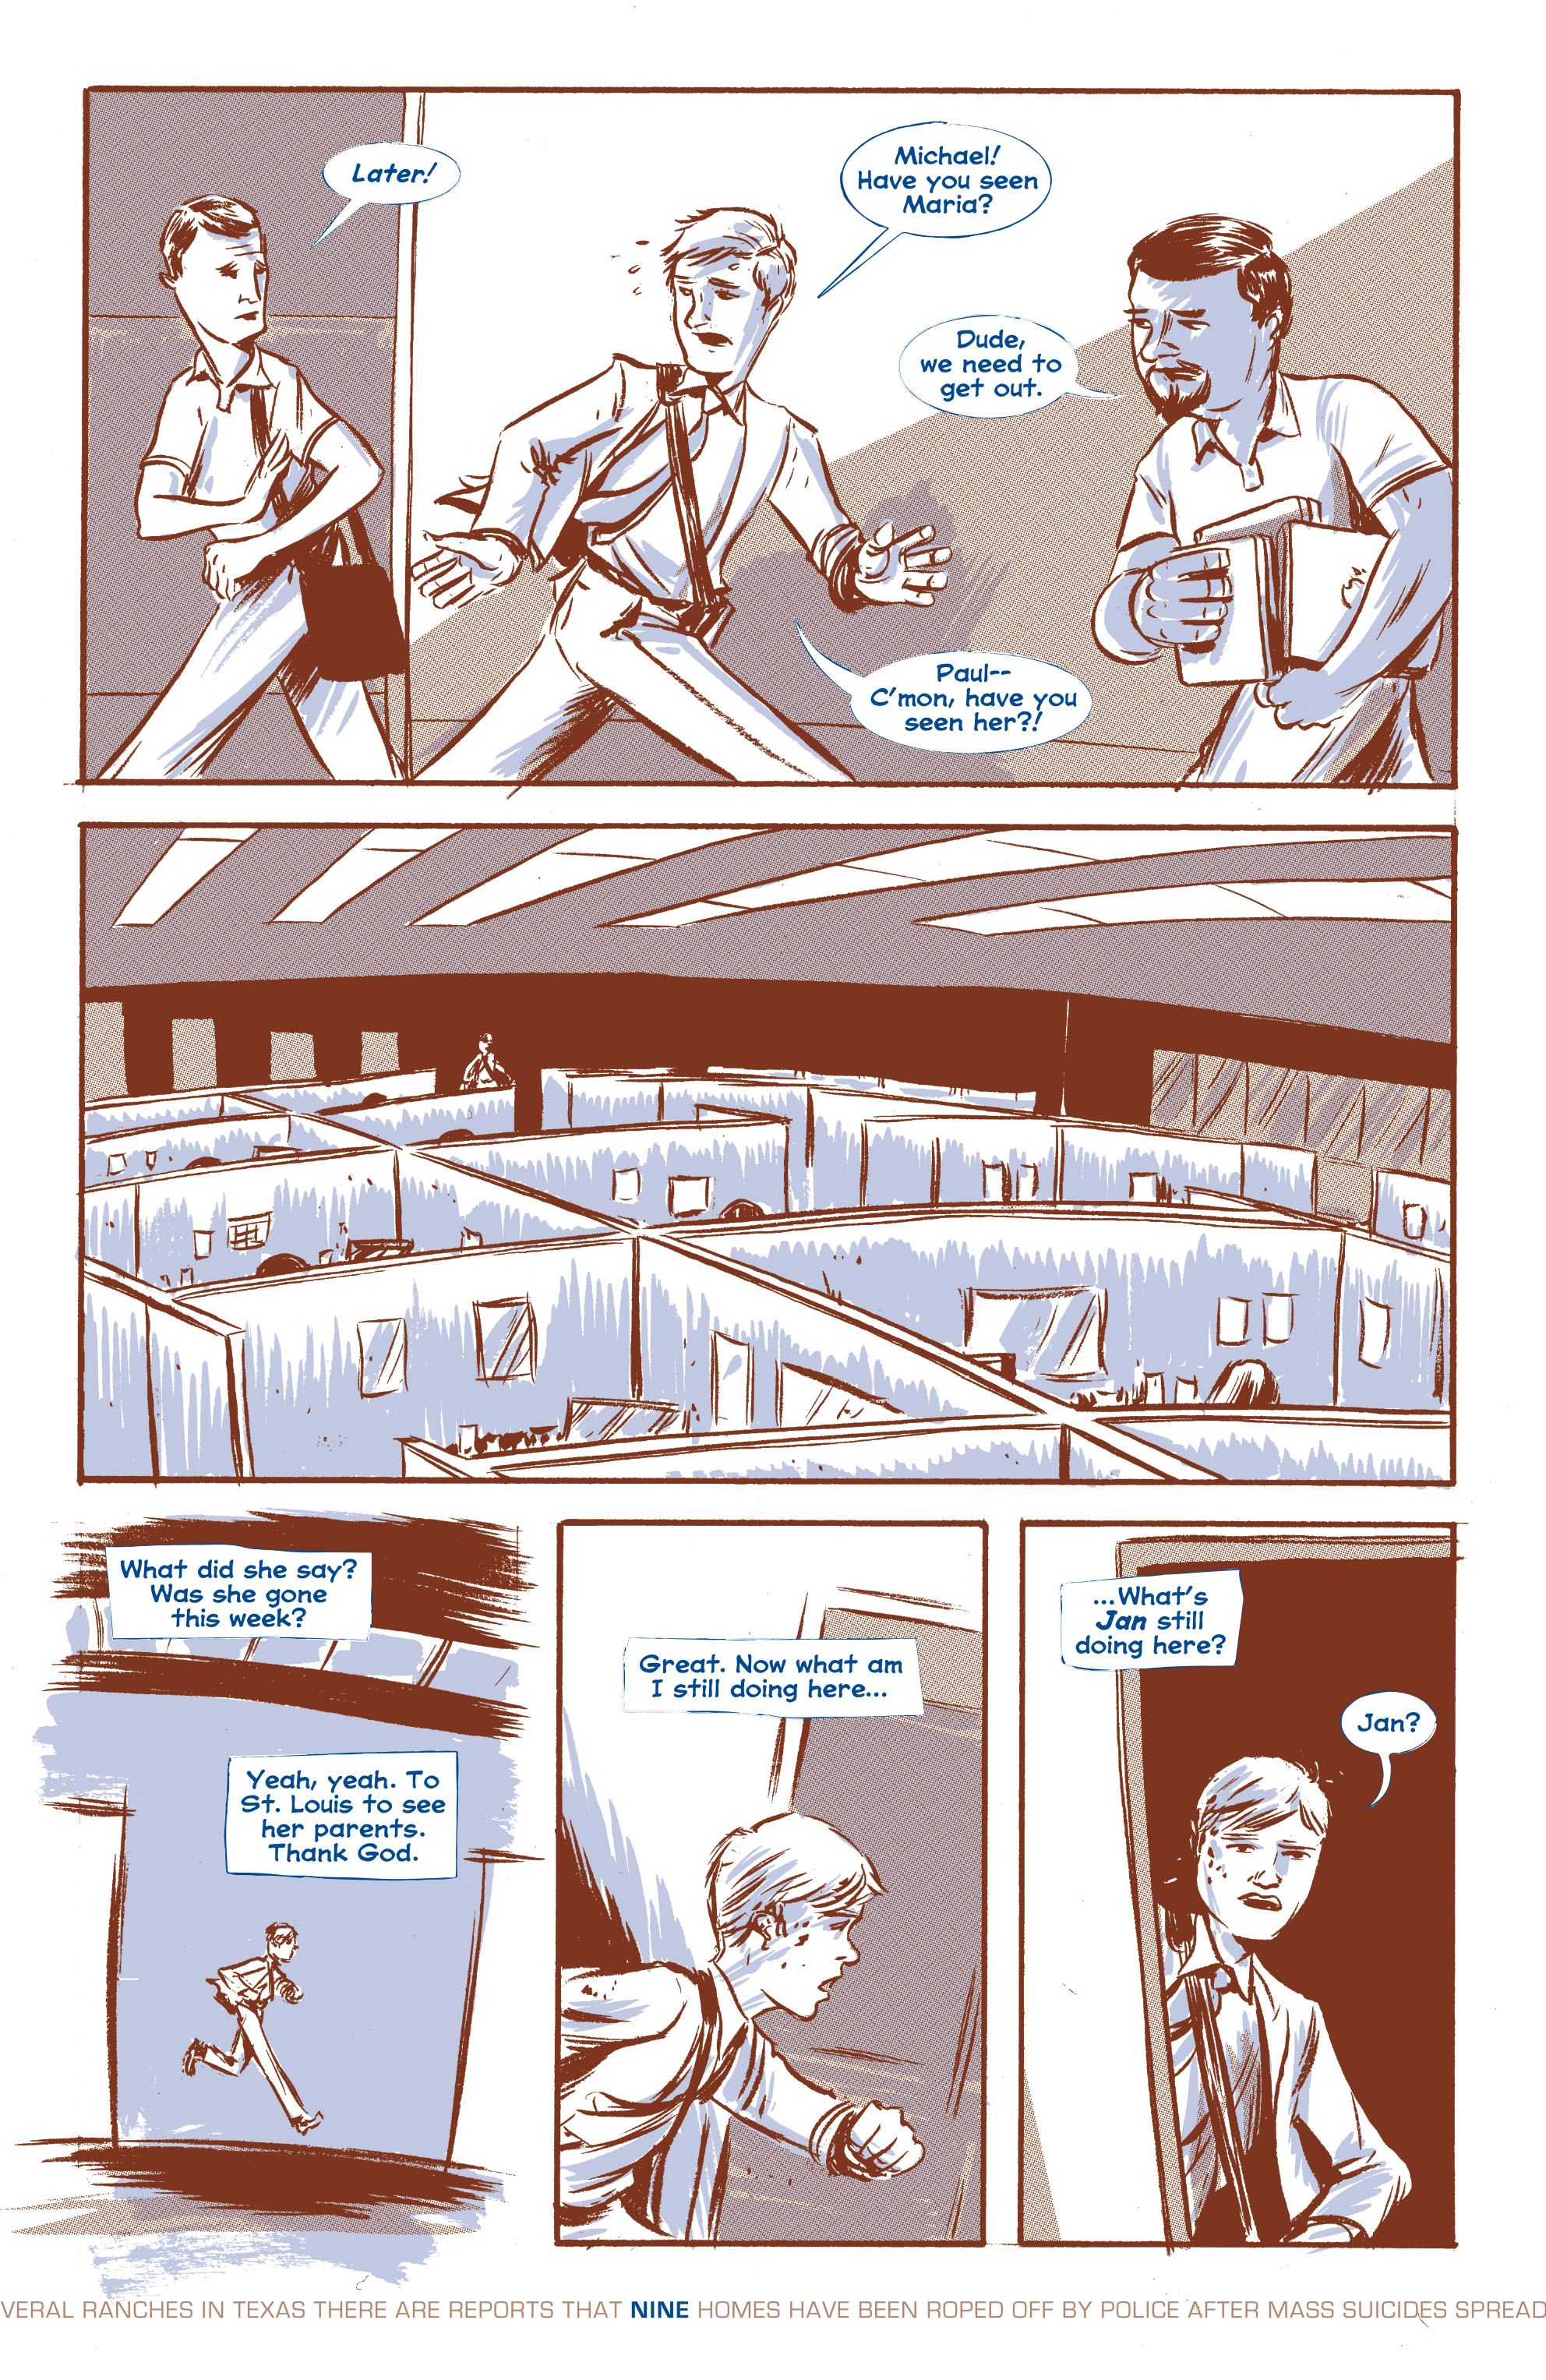 Later!
Michael!
Have you seen
Maria?
Dude,
we need to
get out.
Paul--
C'mon, have you
seen her?!
What did she say?
Was she gone
this week?
Yeah, yeah. To
St. Louis to see
her parents.
Thank God.
Great. Now what am
I still doing here...
...What's
Jan still
doing here?
Jan?
VERAL RANCHES IN TEXAS THERE ARE REPORTS THAT NINE HOMES HAVE BEEN ROPED OFF BY POLICE AFTER MASS SUICIDES SPREAD